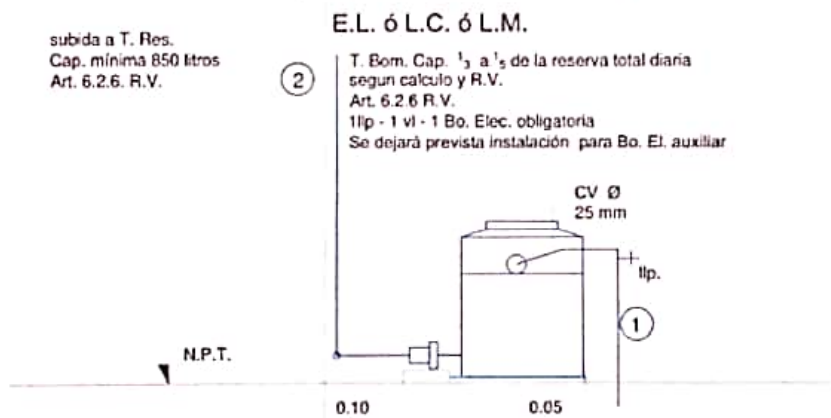 E.L. ó L.C. ó L.M.
subida a T. Res.
Cap. mínima 850 litros
Art. 6.2.6. R.V.
2
T. Bom. Cap. 1/3 a 1/5 de la reserva total diaria
segun calculo y R.V.
Art. 6.2.6 R.V.
1llp - 1 vl - 1 Bo. Elec. obligatoria
Se dejará prevista instalación para Bo. El. auxiliar
CV Ø
25 mm
llp.
1
N.P.T.
0.10
0.05